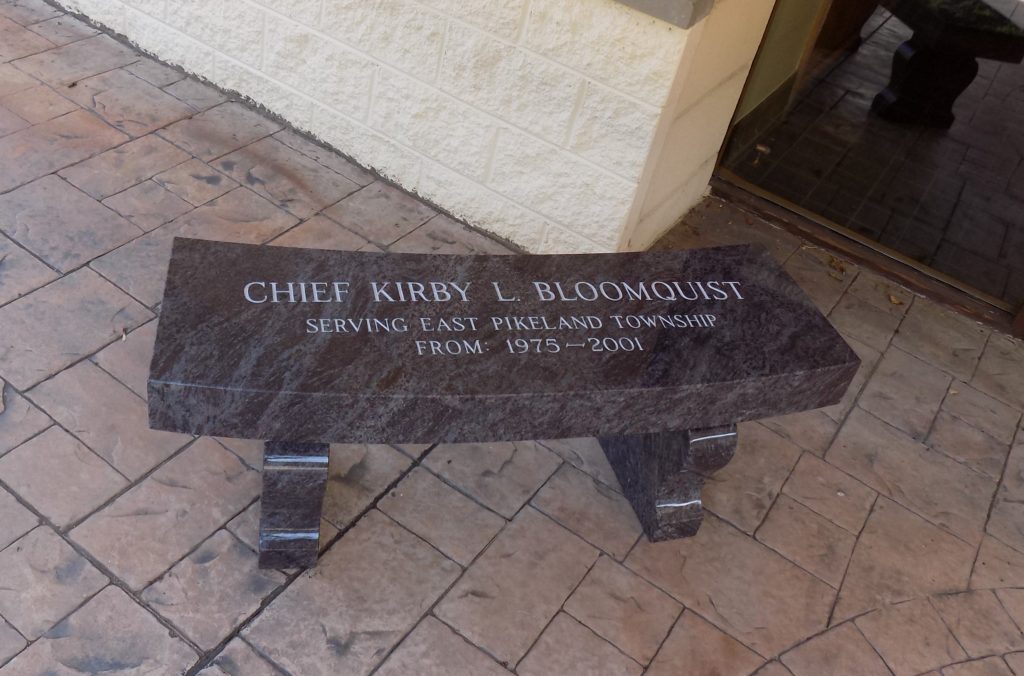 CHIEF KIRBY L. BLOOMQUIST
SERVING EAST PIKELAND TOWNSHIP
FROM: 1975–2001